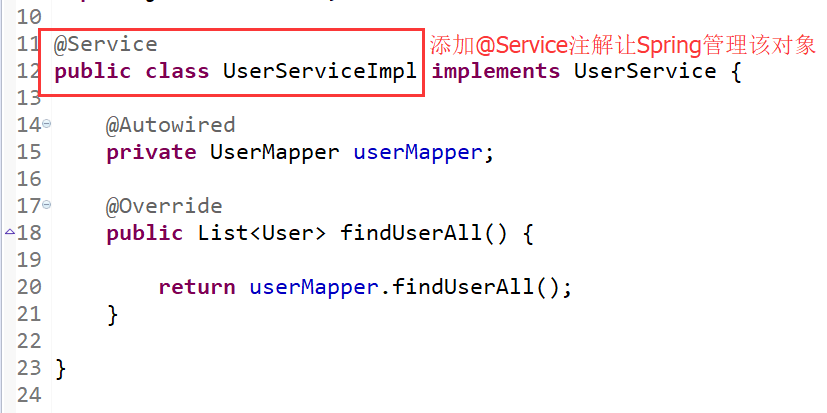 10
11 @Service 添加@Service注解让Spring管理该对象
12 public class UserServiceImpl implements UserService {
13
14 @Autowired
15 private UserMapper userMapper;
16
17 @Override
18 public List<User> findUserAll() {
19
20 return userMapper.findUserAll();
21 }
22
23 }
24